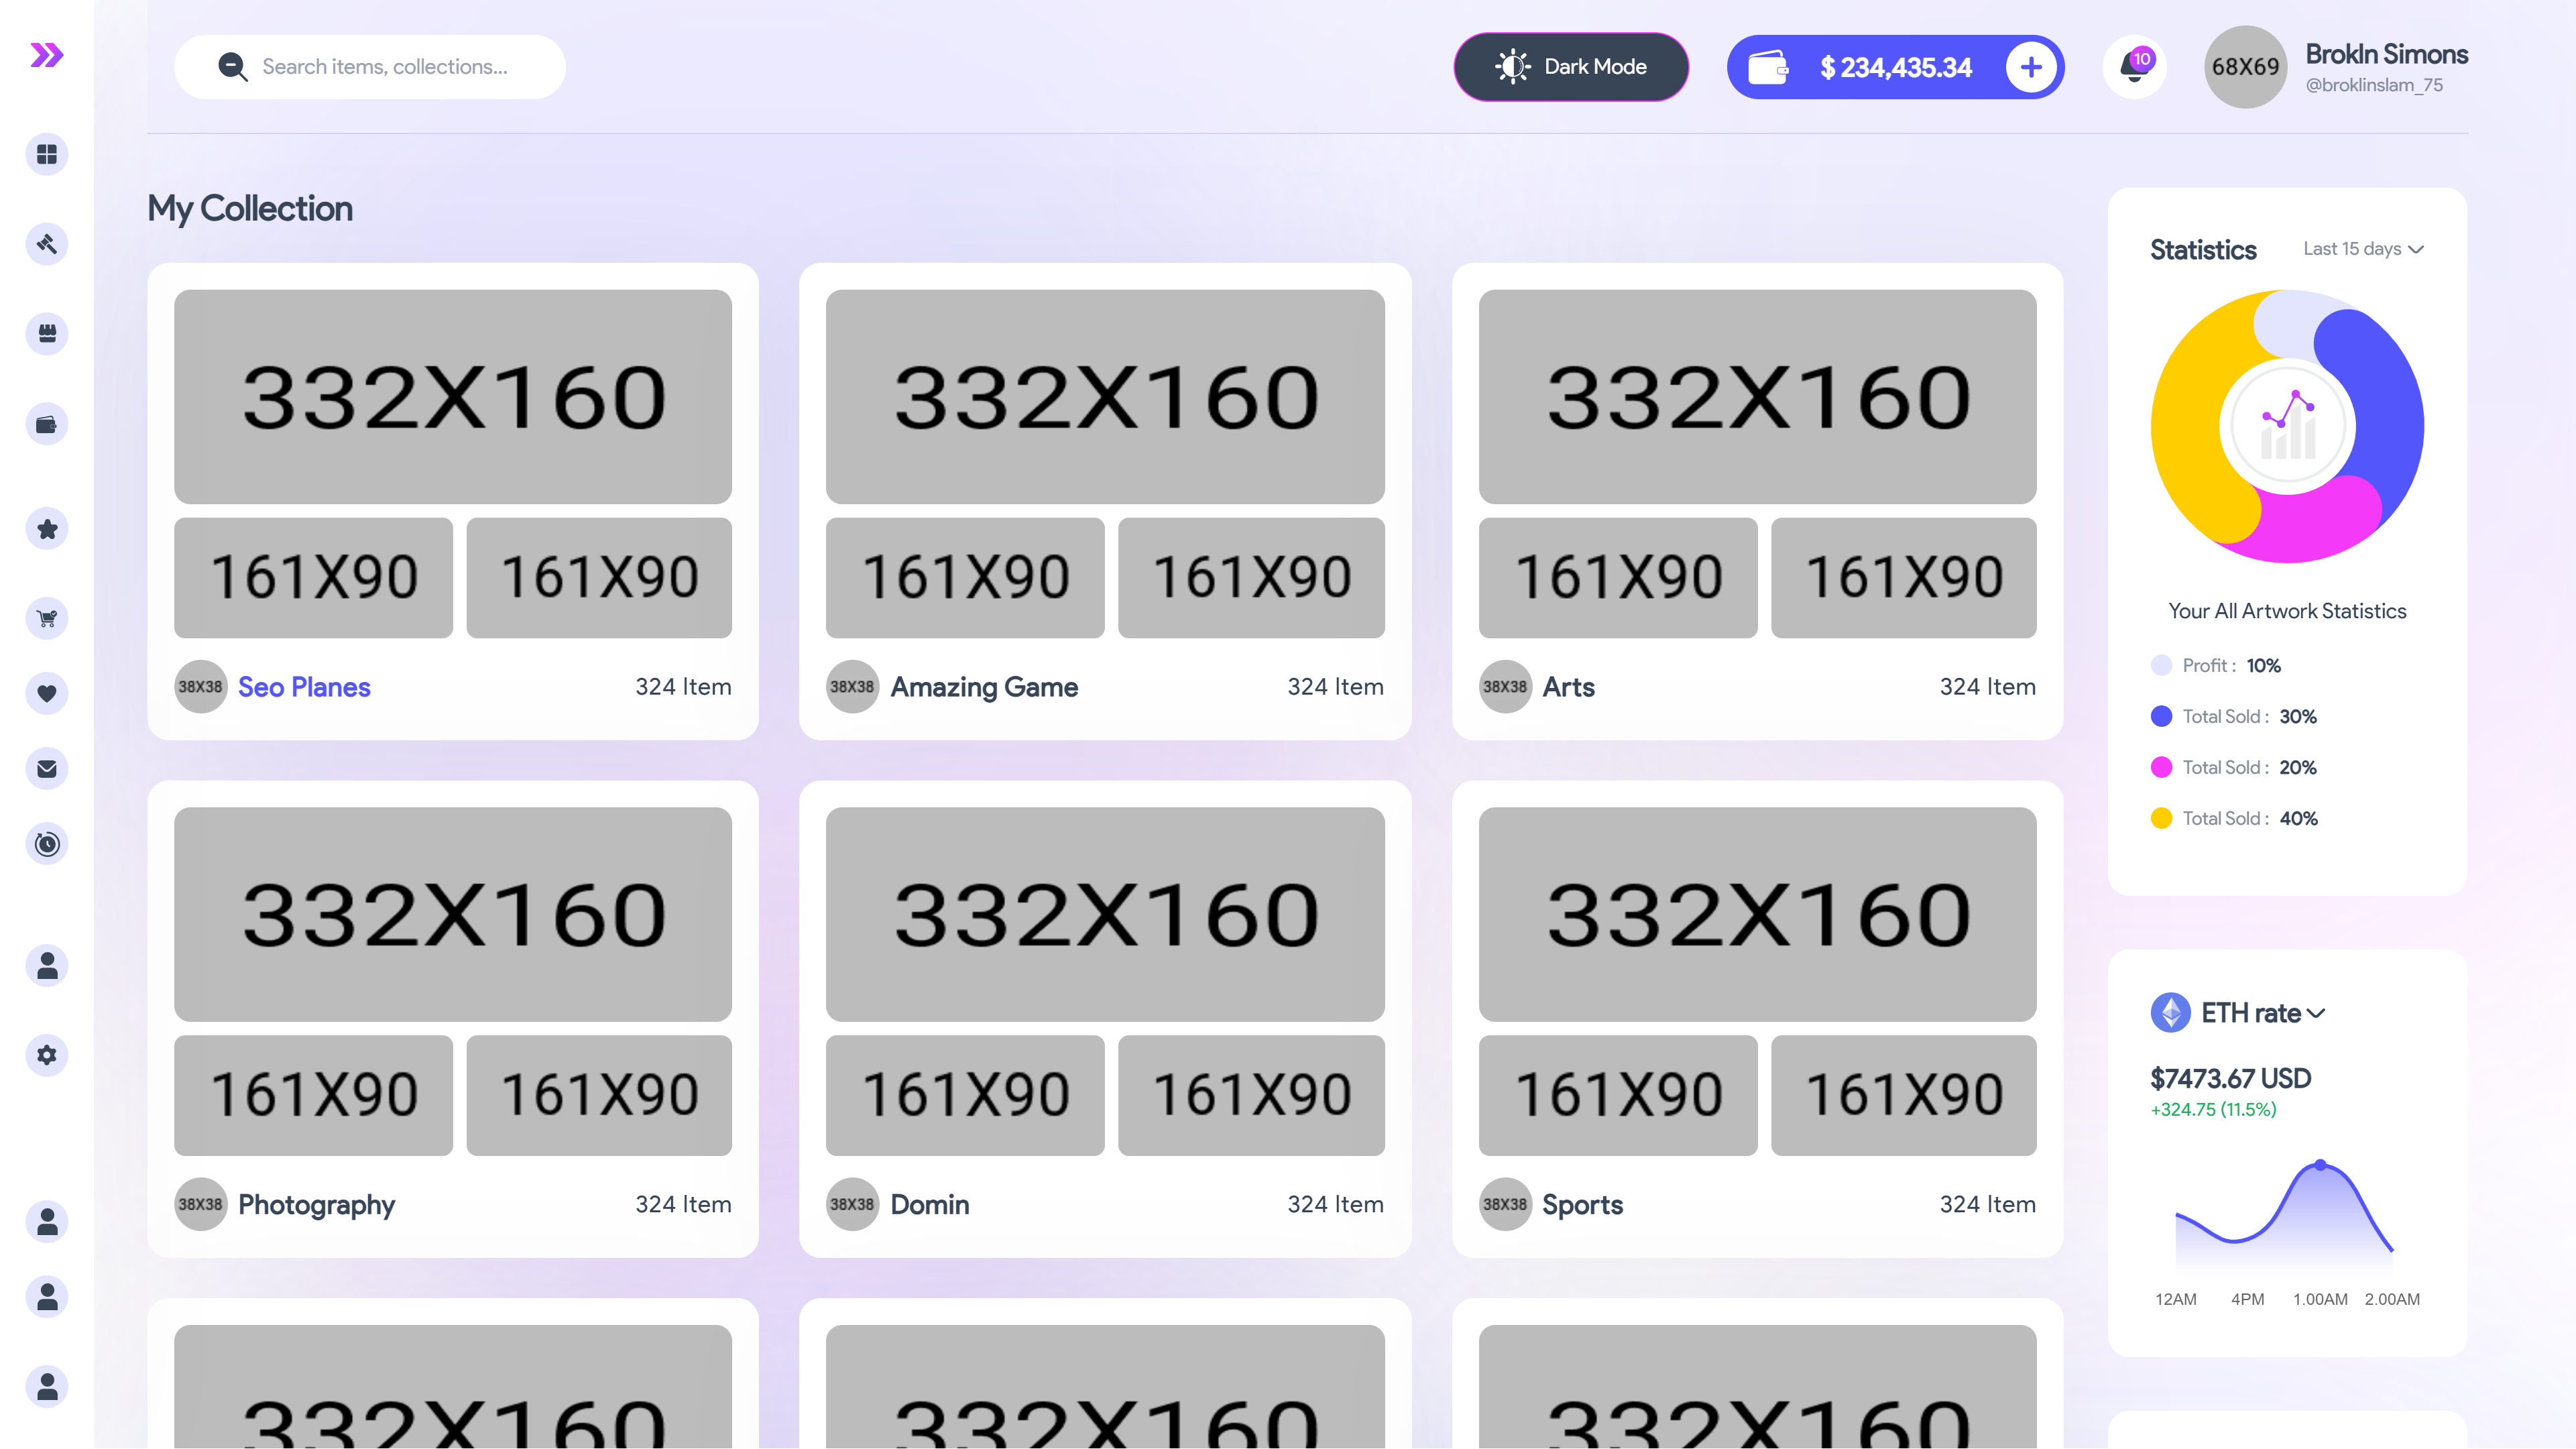 Search items, collections...
Dark Mode
$ 234,435.34
10
68X69
Brokln Simons
@broklinslam_75
My Collection
332X160
161X90 161X90
38X38 Seo Planes 324 Item
332X160
161X90 161X90
38X38 Amazing Game 324 Item
332X160
161X90 161X90
38X38 Arts 324 Item
332X160
161X90 161X90
38X38 Photography 324 Item
332X160
161X90 161X90
38X38 Domin 324 Item
332X160
161X90 161X90
38X38 Sports 324 Item
332X160
332X160
332X160
Statistics Last 15 days
Your All Artwork Statistics
Profit : 10%
Total Sold : 30%
Total Sold : 20%
Total Sold : 40%
ETH rate
$7473.67 USD
+324.75 (11.5%)
12AM 4PM 1.00AM 2.00AM